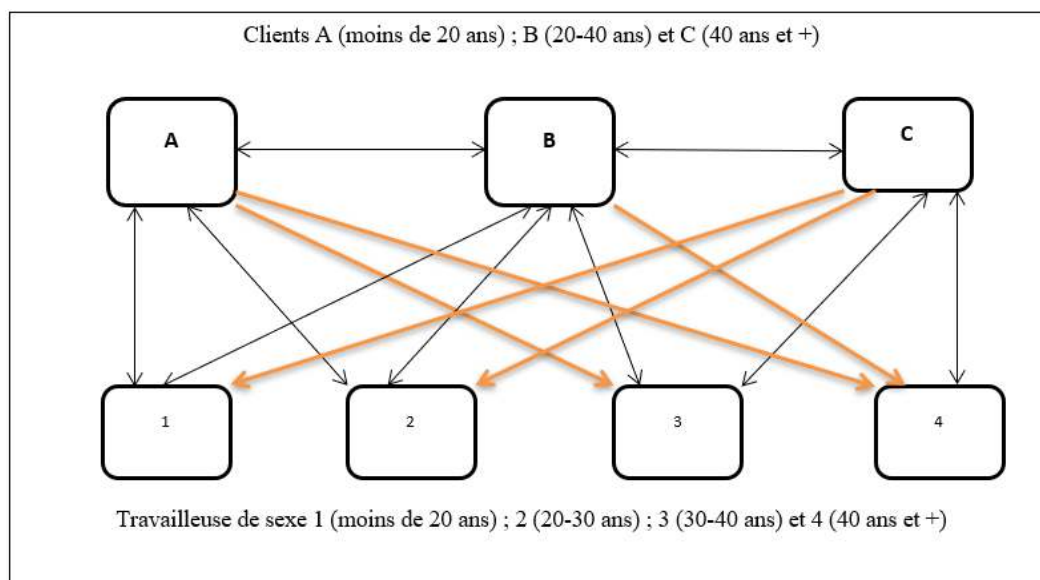 Clients A (moins de 20 ans) ; B (20-40 ans) et C (40 ans et +)
A
B
C
1
2
3
4
Travailleuse de sexe 1 (moins de 20 ans) ; 2 (20-30 ans) ; 3 (30-40 ans) et 4 (40 ans et +)